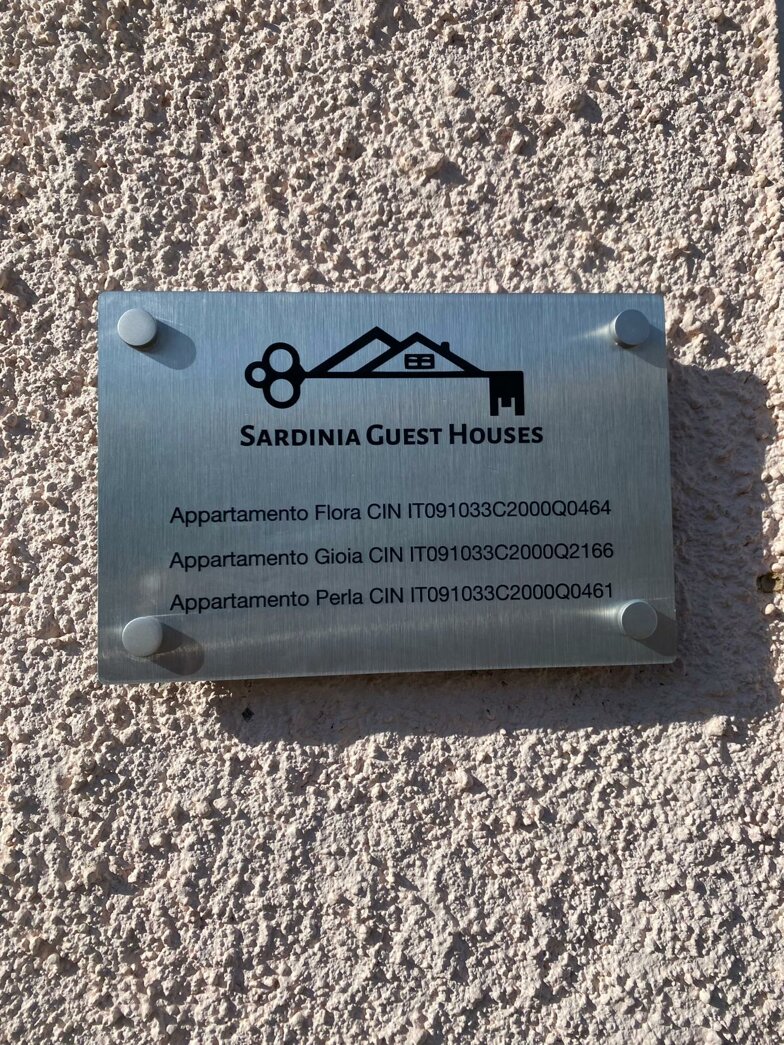 Sardinia Guest Houses
Appartamento Flora CIN IT091033C2000Q0464
Appartamento Gioia CIN IT091033C2000Q2166
Appartamento Perla CIN IT091033C2000Q0461